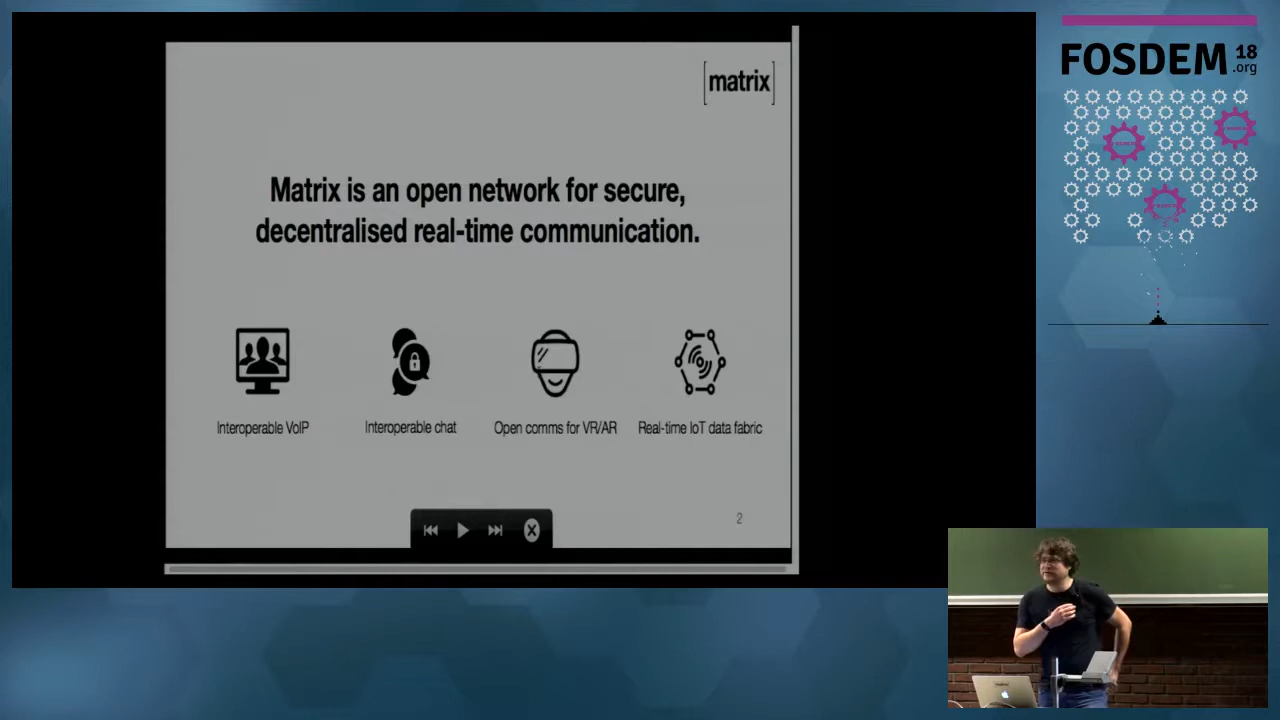 [matrix]
Matrix is an open network for secure,
decentralised real-time communication.
Interoperable VoIP
Interoperable chat
Open comms for VR/AR
Real-time IoT data fabric
2
FOSDEM 18
.org